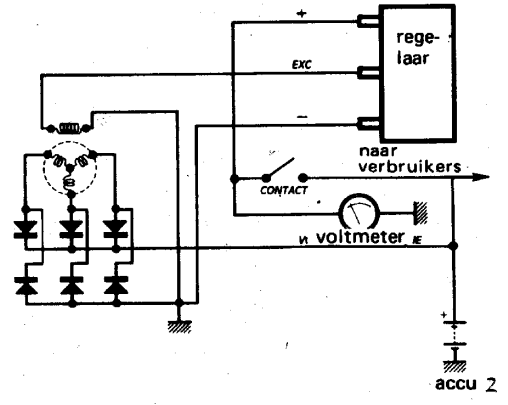 +
rege-
laar
EXC
−
naar
verbruikers
CONTACT
voltmeter
+
accu 2